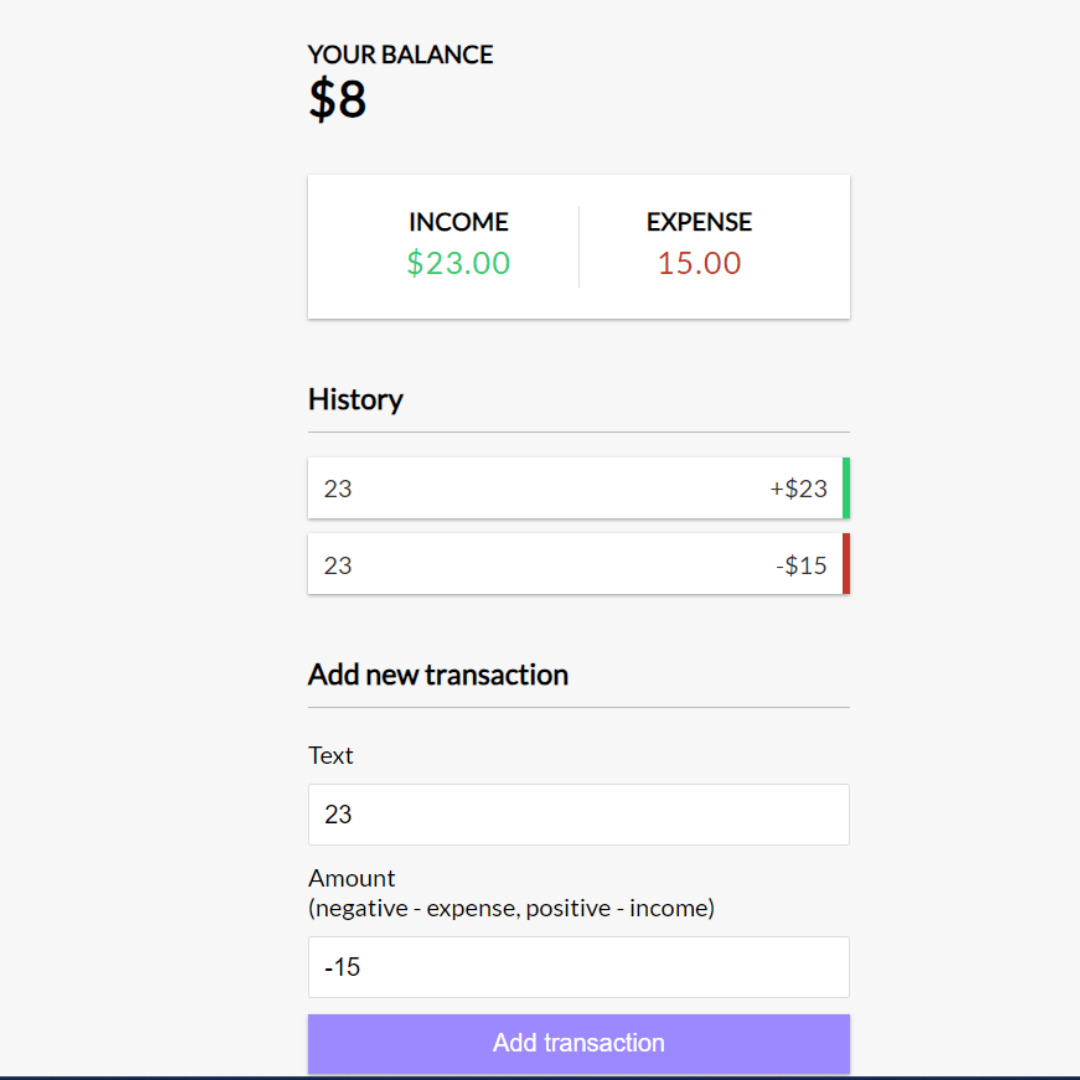 YOUR BALANCE
$8
INCOME
$23.00
EXPENSE
15.00
History
23 +$23
23 -$15
Add new transaction
Text
23
Amount
(negative - expense, positive - income)
-15
Add transaction